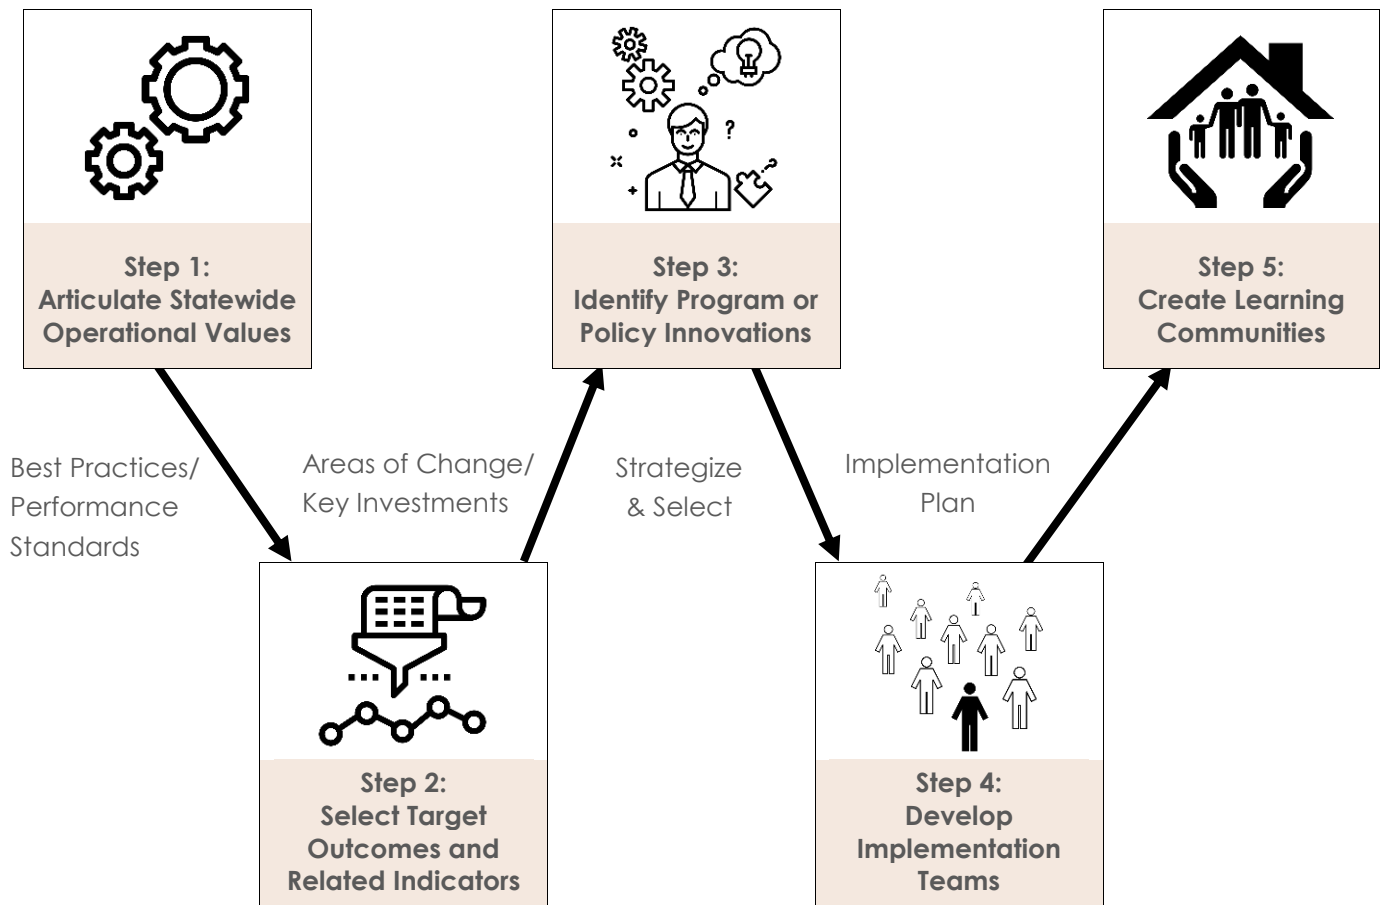 Step 1:
Articulate Statewide
Operational Values
Best Practices/
Performance
Standards
Step 2:
Select Target
Outcomes and
Related Indicators
Areas of Change/
Key Investments
Step 3:
Identify Program or
Policy Innovations
?
?
Strategize
& Select
Step 4:
Develop
Implementation
Teams
Implementation
Plan
Step 5:
Create Learning
Communities